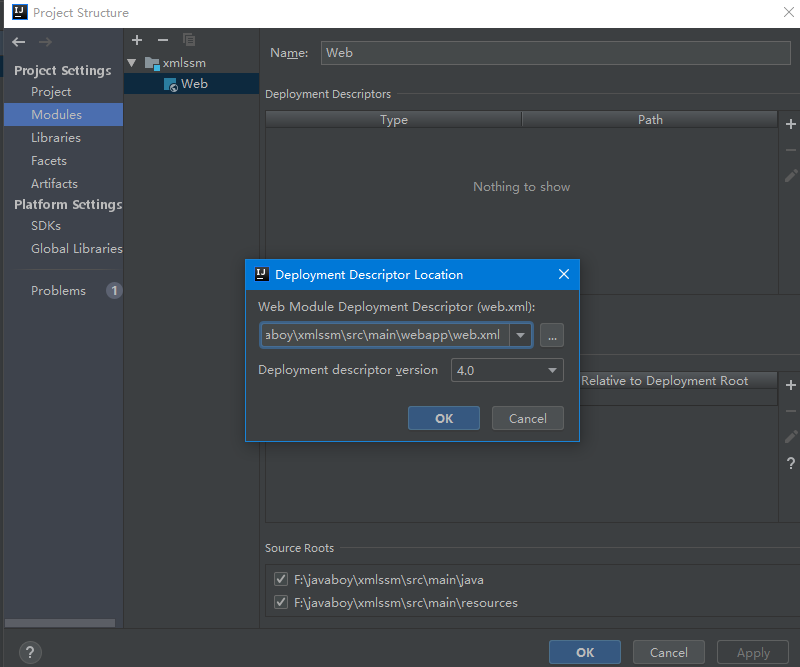 Project Structure
Project Settings
Project
Modules
Libraries
Facets
Artifacts
Platform Settings
SDKs
Global Libraries
Problems 1
xmlssm
Web
Name: Web
Deployment Descriptors
Type Path
Nothing to show
Deployment Descriptor Location
Web Module Deployment Descriptor (web.xml):
aboy\xmlssm\src\main\webapp\web.xml ...
Deployment descriptor version 4.0
OK Cancel
Relative to Deployment Root
?
Source Roots
F:\javaboy\xmlssm\src\main\java
F:\javaboy\xmlssm\src\main\resources
? OK Cancel Apply